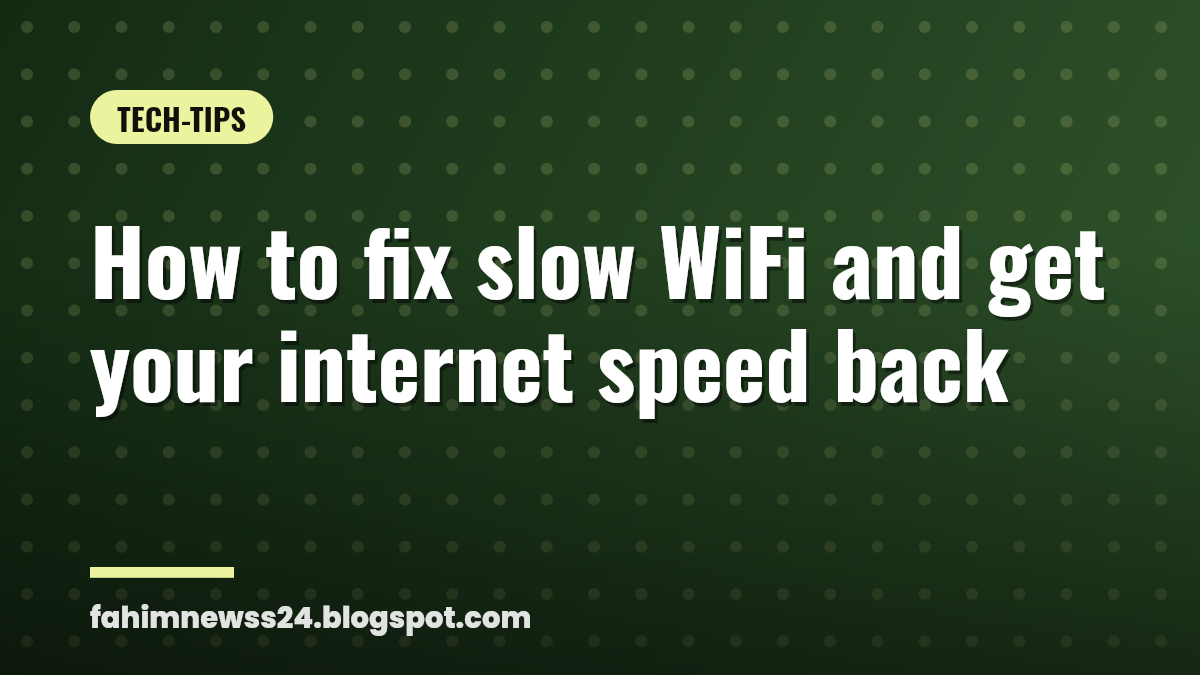 TECH-TIPS
How to fix slow WiFi and get
your internet speed back
fahimnewss24.blogspot.com